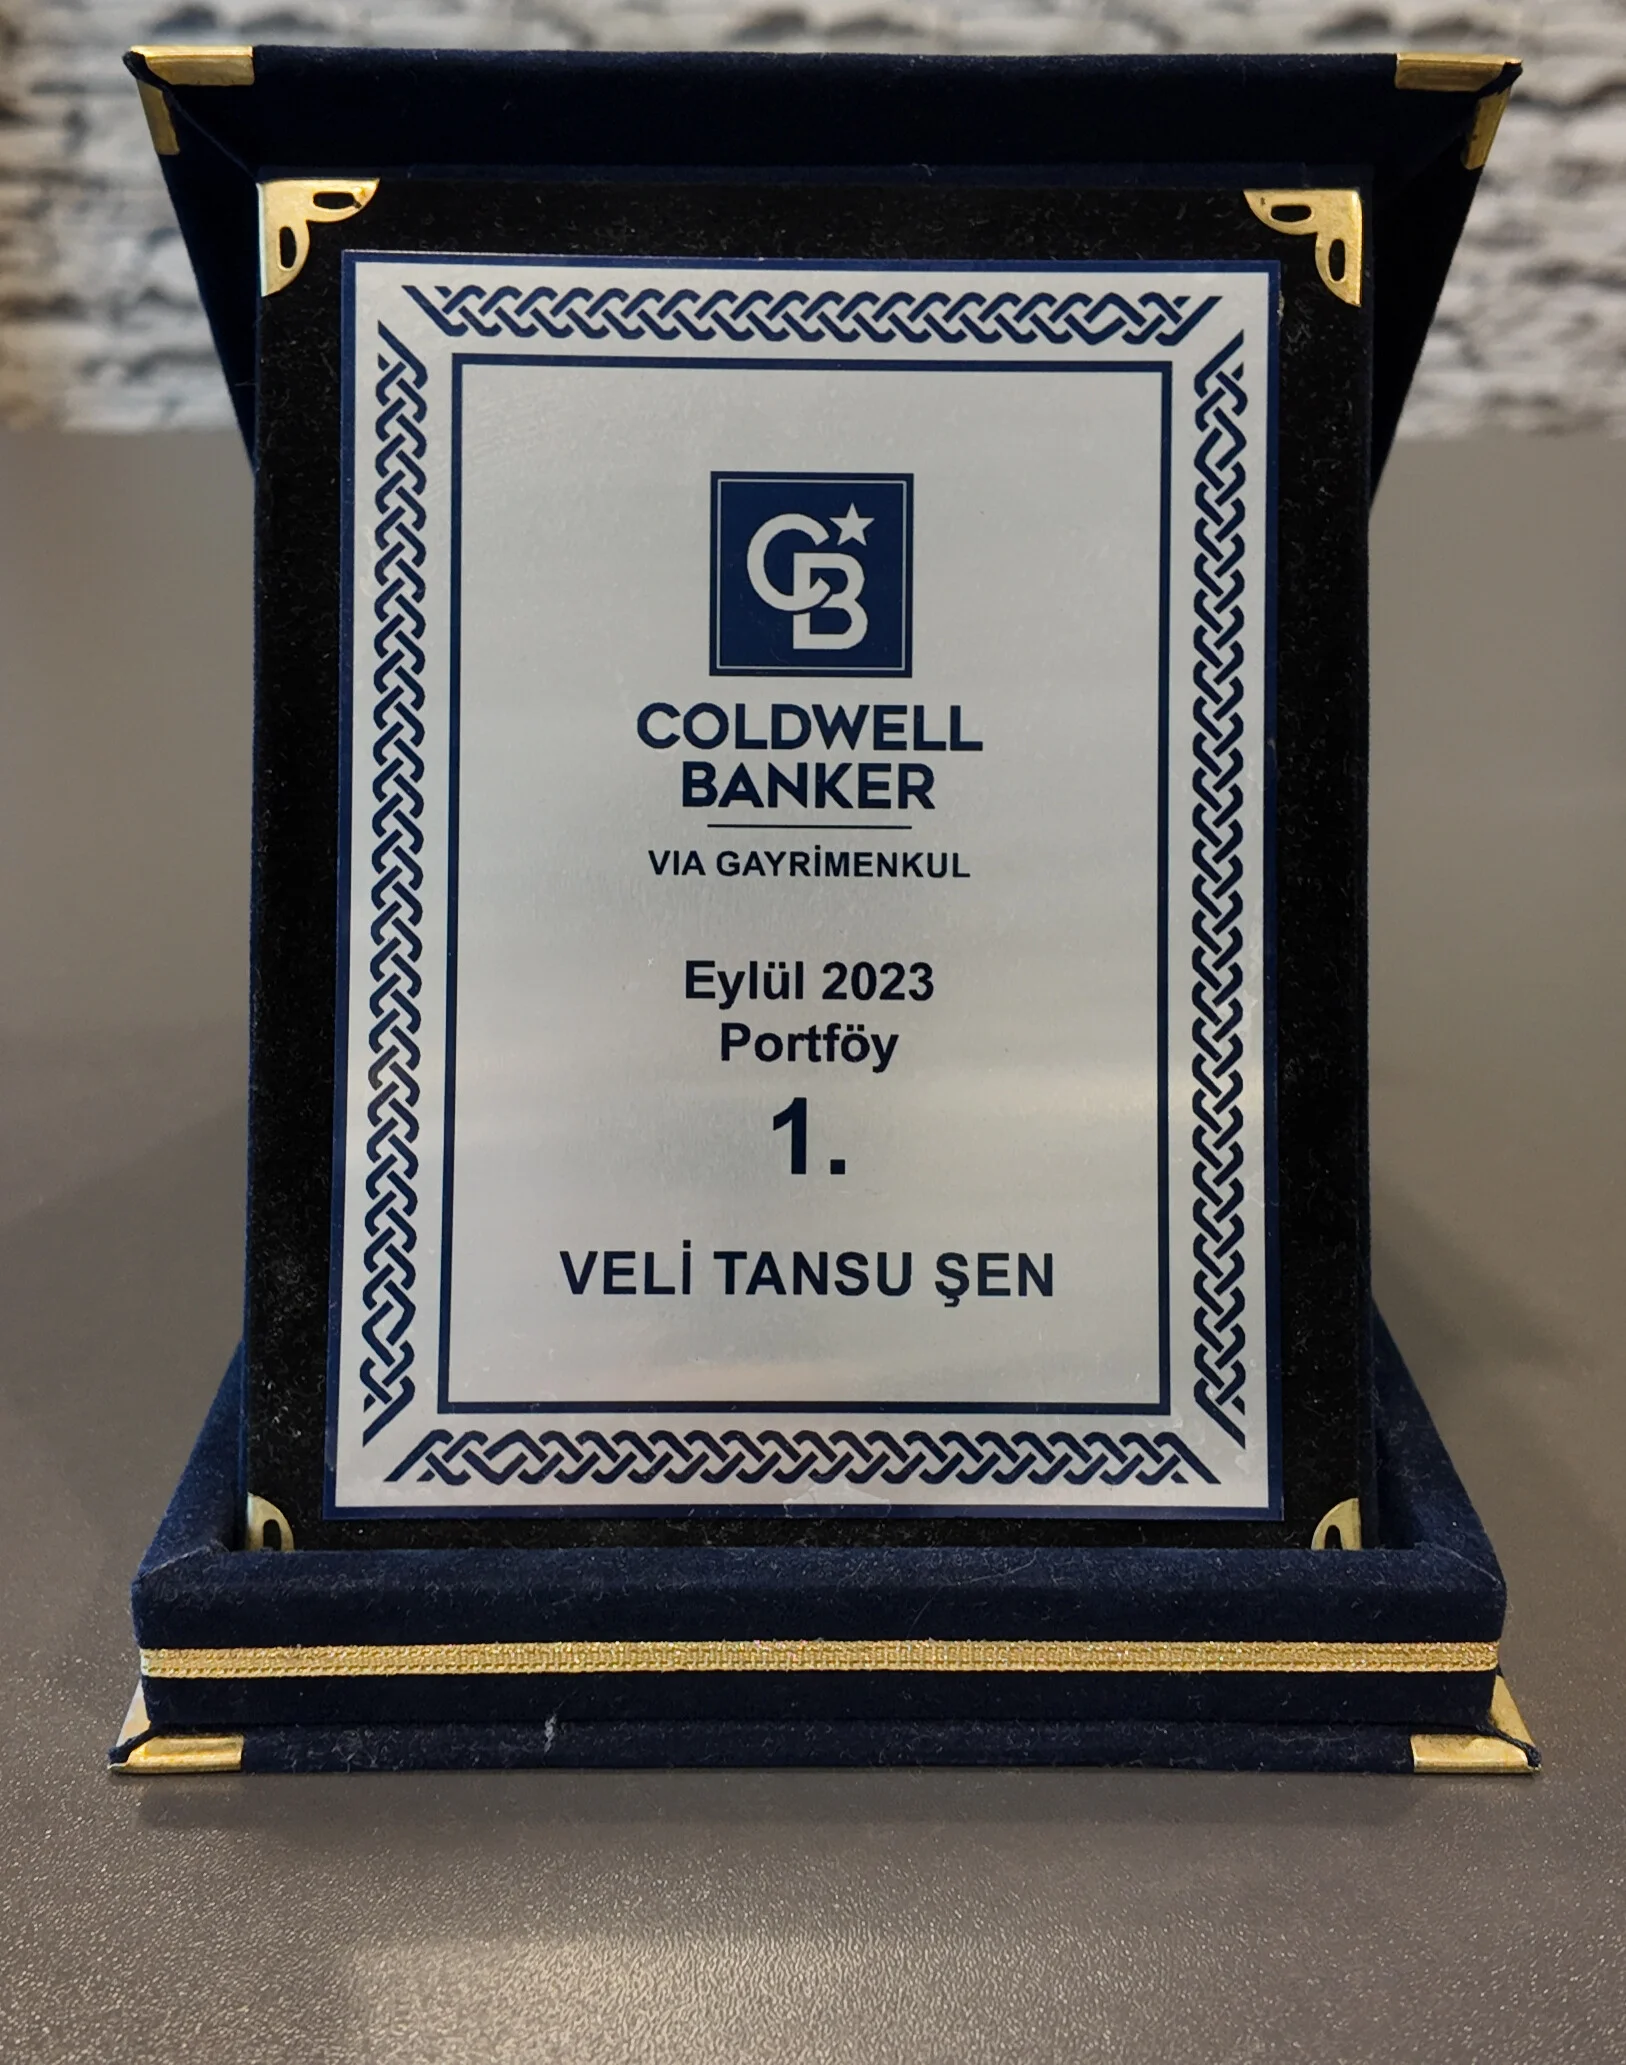 CB
COLDWELL
BANKER
VIA GAYRİMENKUL
Eylül 2023
Portföy
1.
VELİ TANSU ŞEN